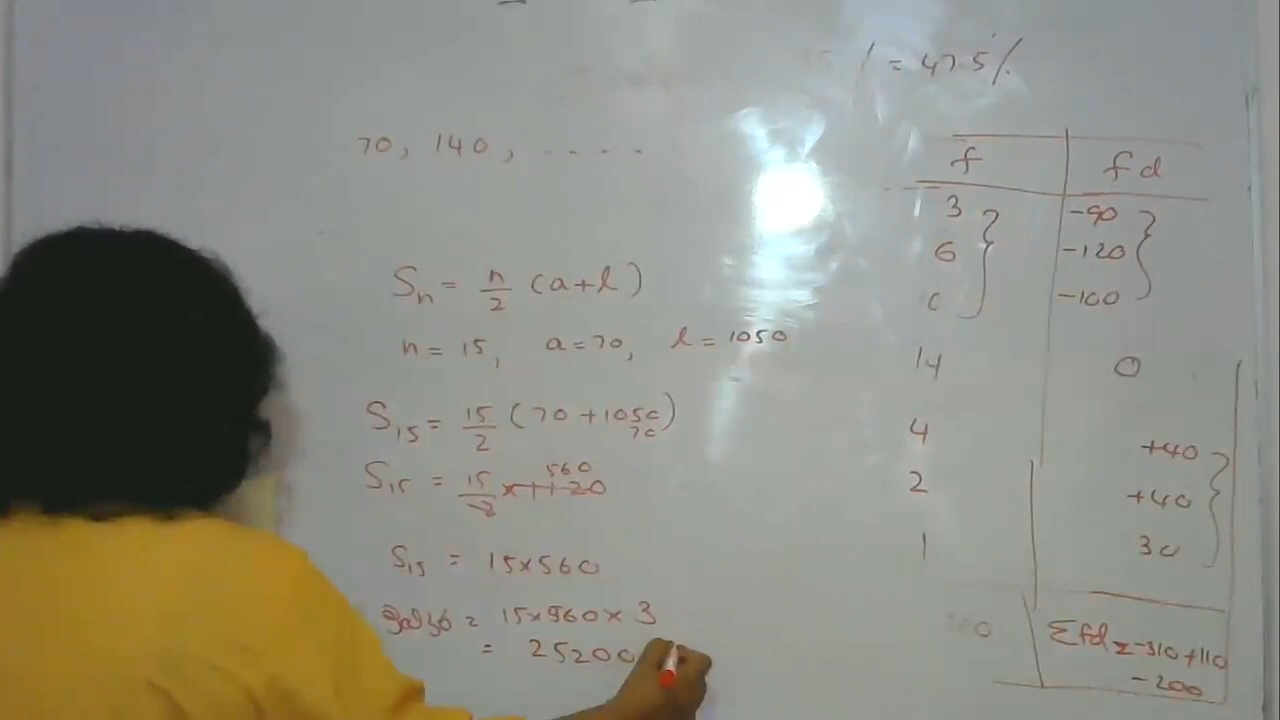 = 47.5%
70, 140, ....
Sn = n/2 (a+l)
n = 15, a=70, l = 1050
S15 = 15/2 (70 + 1050)
70
560
S15 = 15/2 × 1120
S15 = 15×560
= 15×560×3
= 25200
f fd
3 -90
6 -120
-100
14 0
4 +40
2 +40
1 30
Σfd = -310+110
-200